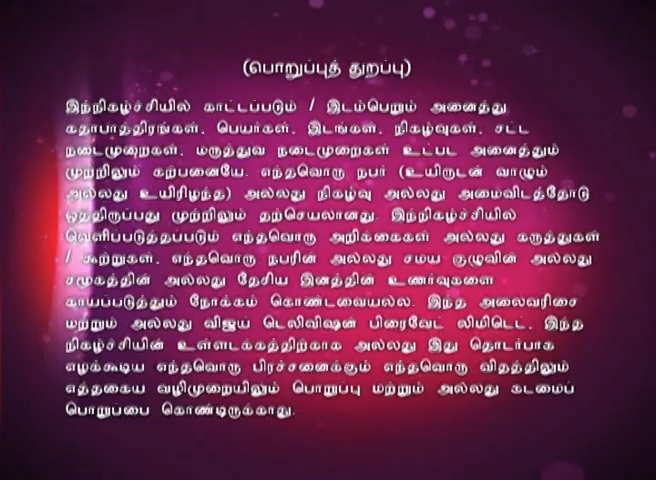 (பொறுப்புத் துறப்பு)
இந்நிகழ்ச்சியில் காட்டப்படும் / இடம்பெறும் அனைத்து
கதாபாத்திரங்கள், பெயர்கள், இடங்கள், நிகழ்வுகள், சட்ட
நடைமுறைகள், மருத்துவ நடைமுறைகள் உட்பட அனைத்தும்
முற்றிலும் கற்பனையே. எந்தவொரு நபர் (உயிருடன் வாழும்
அல்லது உயிரிழந்த) அல்லது நிகழ்வு அல்லது அமைவிடத்தோடு
ஒத்திருப்பது முற்றிலும் தற்செயலானது. இந்நிகழ்ச்சியில்
வெளிப்படுத்தப்படும் எந்தவொரு அறிக்கைகள் அல்லது கருத்துகள்
/ கூற்றுகள், எந்தவொரு நபரின் அல்லது சமய குழுவின் அல்லது
சமூகத்தின் அல்லது தேசிய இனத்தின் உணர்வுகளை
காயப்படுத்தும் நோக்கம் கொண்டவையல்ல. இந்த அலைவரிசை
மற்றும் அல்லது விஜய் டெலிவிஷன் பிரைவேட் லிமிடெட், இந்த
நிகழ்ச்சியின் உள்ளடக்கத்திற்காக அல்லது இது தொடர்பாக
எழக்கூடிய எந்தவொரு பிரச்சனைக்கும் எந்தவொரு விதத்திலும்
எத்தகைய வழிமுறையிலும் பொறுப்பு மற்றும் அல்லது கடமைப்
பொறுப்பை கொண்டிருக்காது.